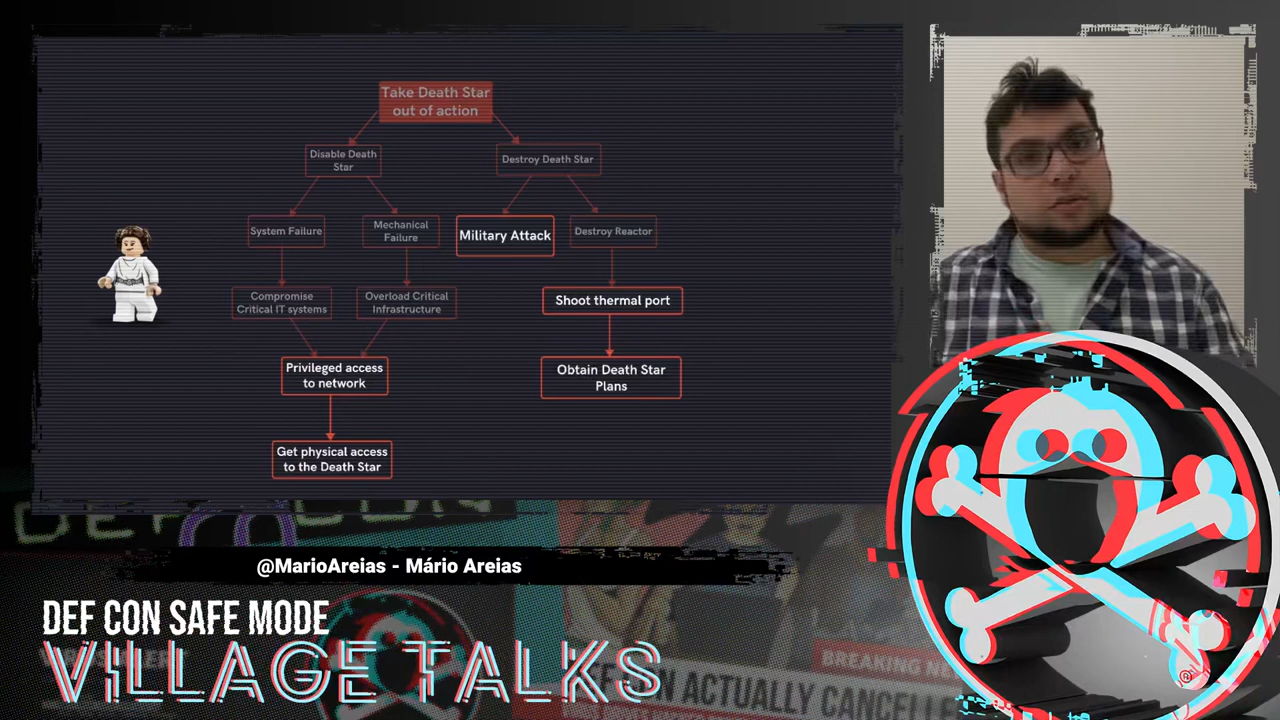 Take Death Star
out of action
Disable Death
Star
Destroy Death Star
System Failure
Mechanical
Failure
Military Attack
Destroy Reactor
Compromise
Critical IT systems
Overload Critical
Infrastructure
Shoot thermal port
Privileged access
to network
Obtain Death Star
Plans
Get physical access
to the Death Star
DEF CON
@MarioAreias - Mário Areias
DEF CON SAFE MODE
VILLAGE TALKS
BREAKING
CON ACTUALLY CANCELLE
®